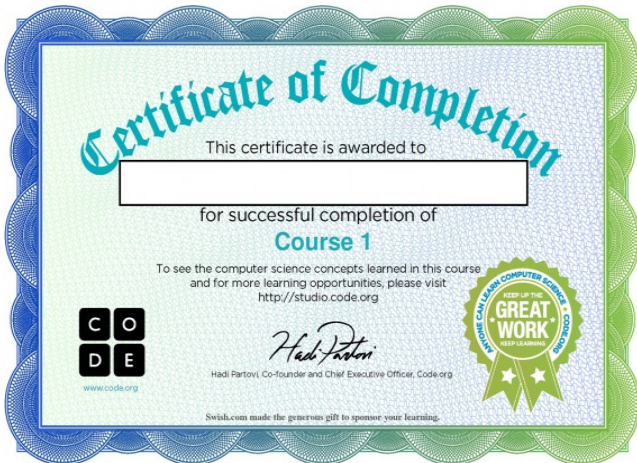 Certificate of Completion
This certificate is awarded to
for successful completion of
Course 1
To see the computer science concepts learned in this course
and for more learning opportunities, please visit
http://studio.code.org
C O
D E
www.code.org
Hadi Partovi
Hadi Partovi, Co-founder and Chief Executive Officer, Code.org
ANYONE CAN LEARN COMPUTER SCIENCE • CODE.ORG •
KEEP UP THE
GREAT
WORK
KEEP LEARNING
Swish.com made the generous gift to sponsor your learning.